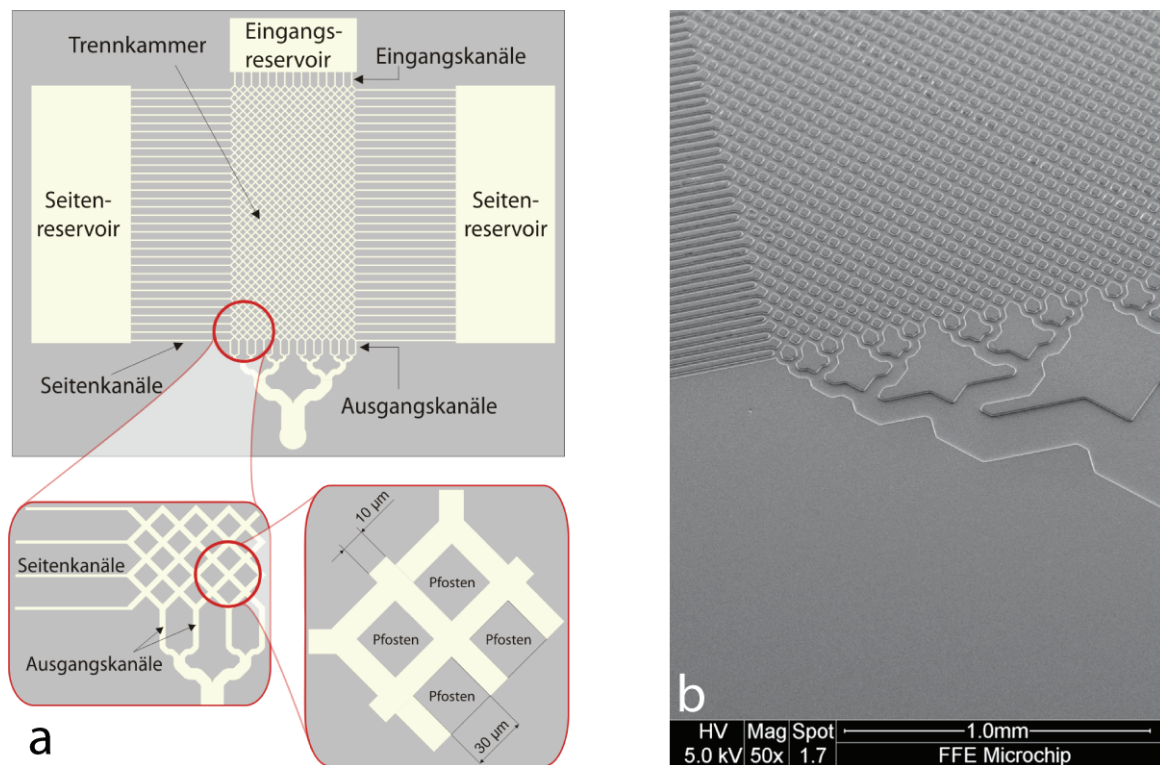 Trennkammer
Eingangs-
reservoir
Eingangskanäle
Seiten-
reservoir
Seiten-
reservoir
Seitenkanäle
Ausgangskanäle
Seitenkanäle
Ausgangskanäle
10 µm
Pfosten
Pfosten
Pfosten
Pfosten
30 µm
a
b
HV Mag Spot 1.0mm
5.0 kV 50x 1.7 FFE Microchip